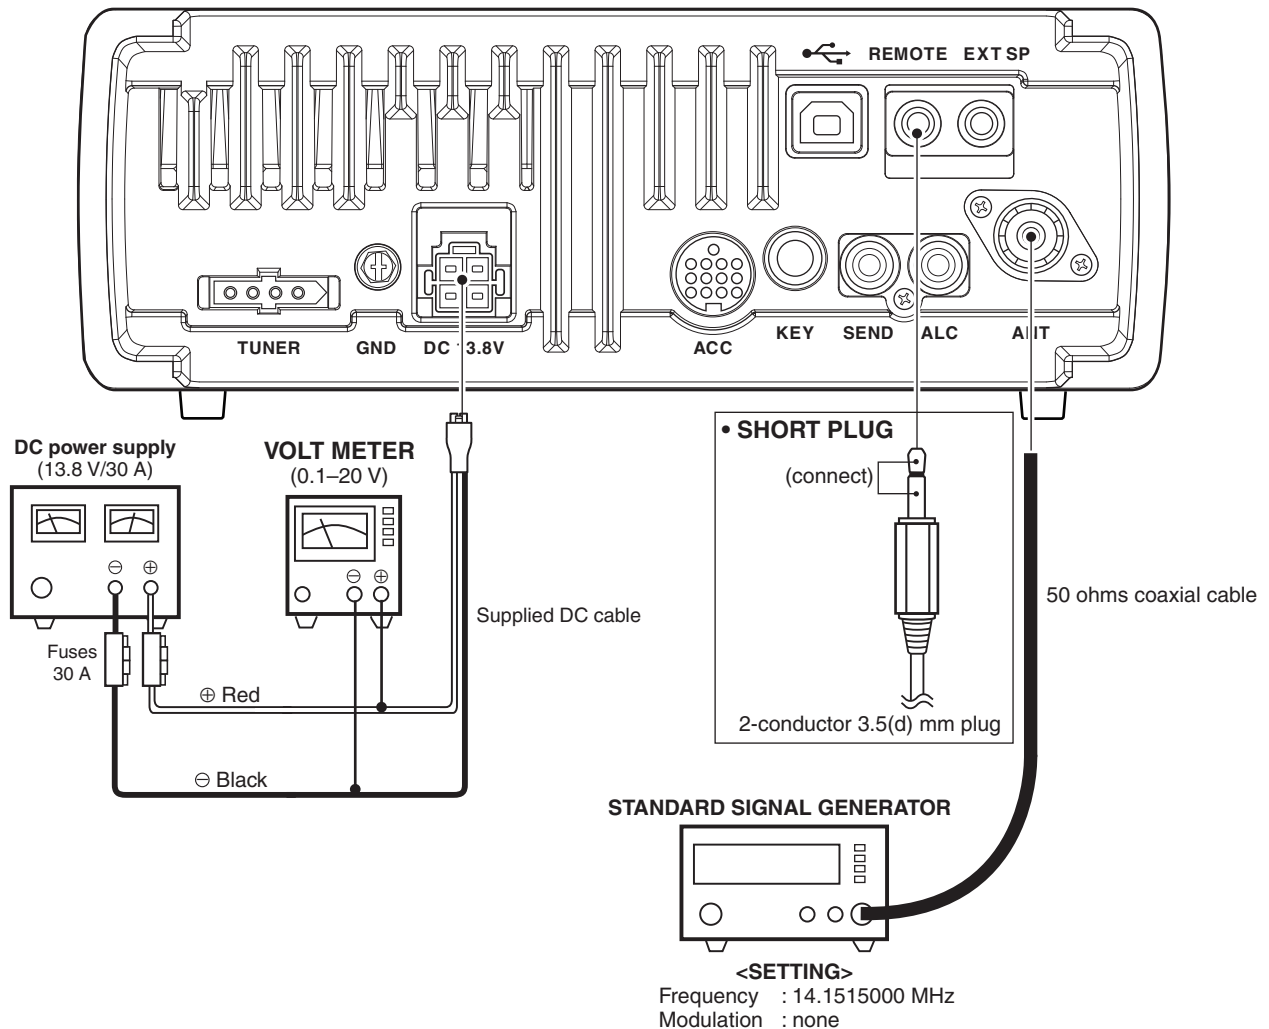 REMOTE EXT SP
TUNER
GND
DC 13.8V
ACC
KEY
SEND
ALC
ANT
DC power supply
(13.8 V/30 A)
VOLT METER
(0.1–20 V)
• SHORT PLUG
(connect)
⊖ ⊕
⊖ ⊕
Supplied DC cable
50 ohms coaxial cable
Fuses
30 A
⊕ Red
2-conductor 3.5(d) mm plug
⊖ Black
STANDARD SIGNAL GENERATOR
<SETTING>
Frequency : 14.1515000 MHz
Modulation : none